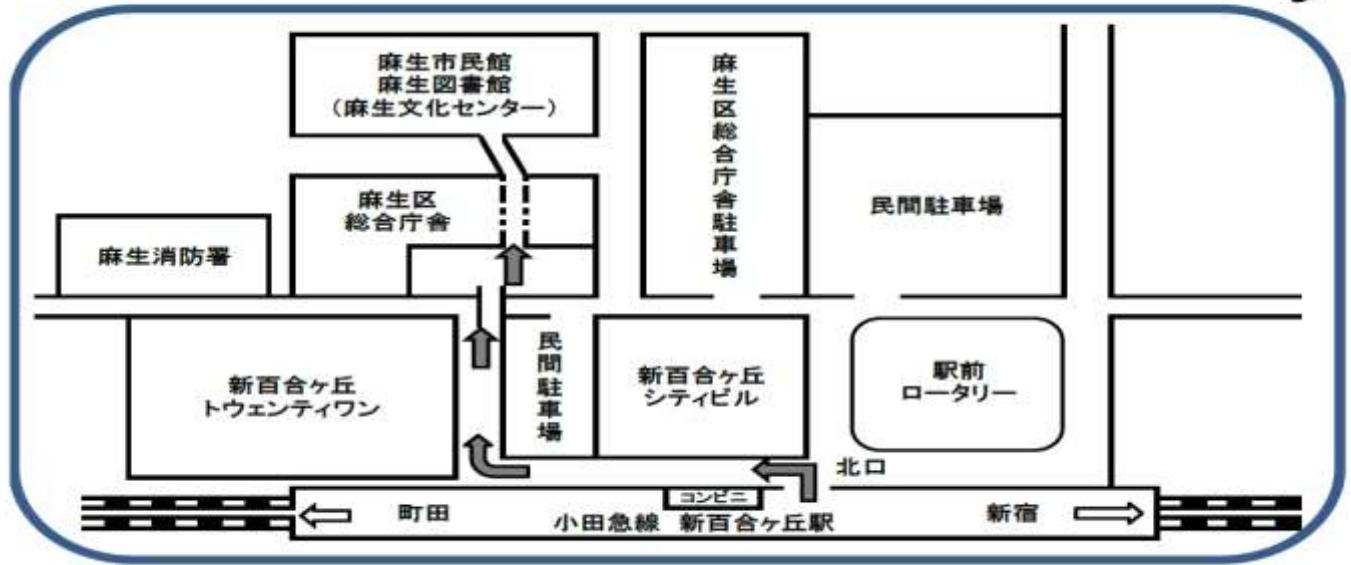 麻生市民館
麻生図書館
（麻生文化センター）
麻生区総合庁舎駐車場
民間駐車場
麻生区
総合庁舎
麻生消防署
新百合ヶ丘
トウェンティワン
民間駐車場
新百合ヶ丘
シティビル
駅前
ロータリー
北口
コンビニ
町田
小田急線 新百合ヶ丘駅
新宿